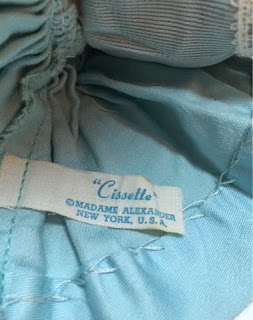 "Cissette"
©MADAME ALEXANDER
NEW YORK, U.S.A.